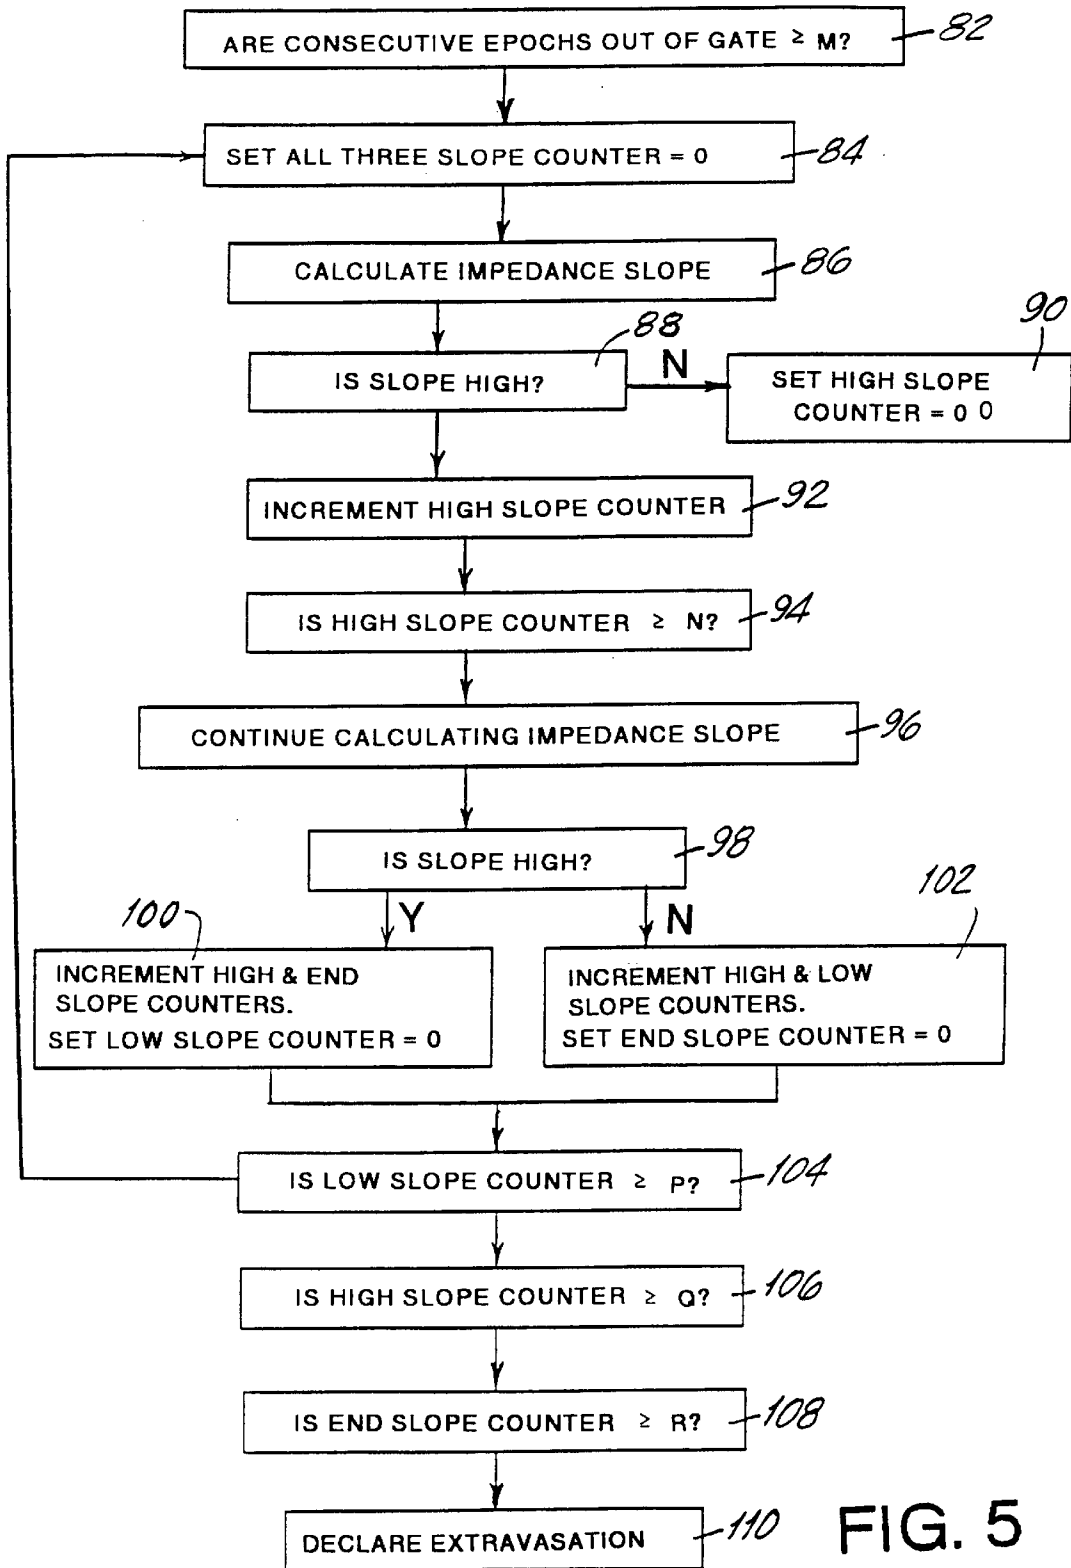 ARE CONSECUTIVE EPOCHS OUT OF GATE ≥ M?
82
Y
SET ALL THREE SLOPE COUNTER = 0
84
CALCULATE IMPEDANCE SLOPE
86
IS SLOPE HIGH?
88
N
SET HIGH SLOPE
COUNTER = 0 0
90
INCREMENT HIGH SLOPE COUNTER
92
IS HIGH SLOPE COUNTER ≥ N?
94
CONTINUE CALCULATING IMPEDANCE SLOPE
96
IS SLOPE HIGH?
98
Y
N
100
INCREMENT HIGH & END
SLOPE COUNTERS.
SET LOW SLOPE COUNTER = 0
102
INCREMENT HIGH & LOW
SLOPE COUNTERS.
SET END SLOPE COUNTER = 0
IS LOW SLOPE COUNTER ≥ P?
104
IS HIGH SLOPE COUNTER ≥ Q?
106
IS END SLOPE COUNTER ≥ R?
108
DECLARE EXTRAVASATION
110
FIG. 5